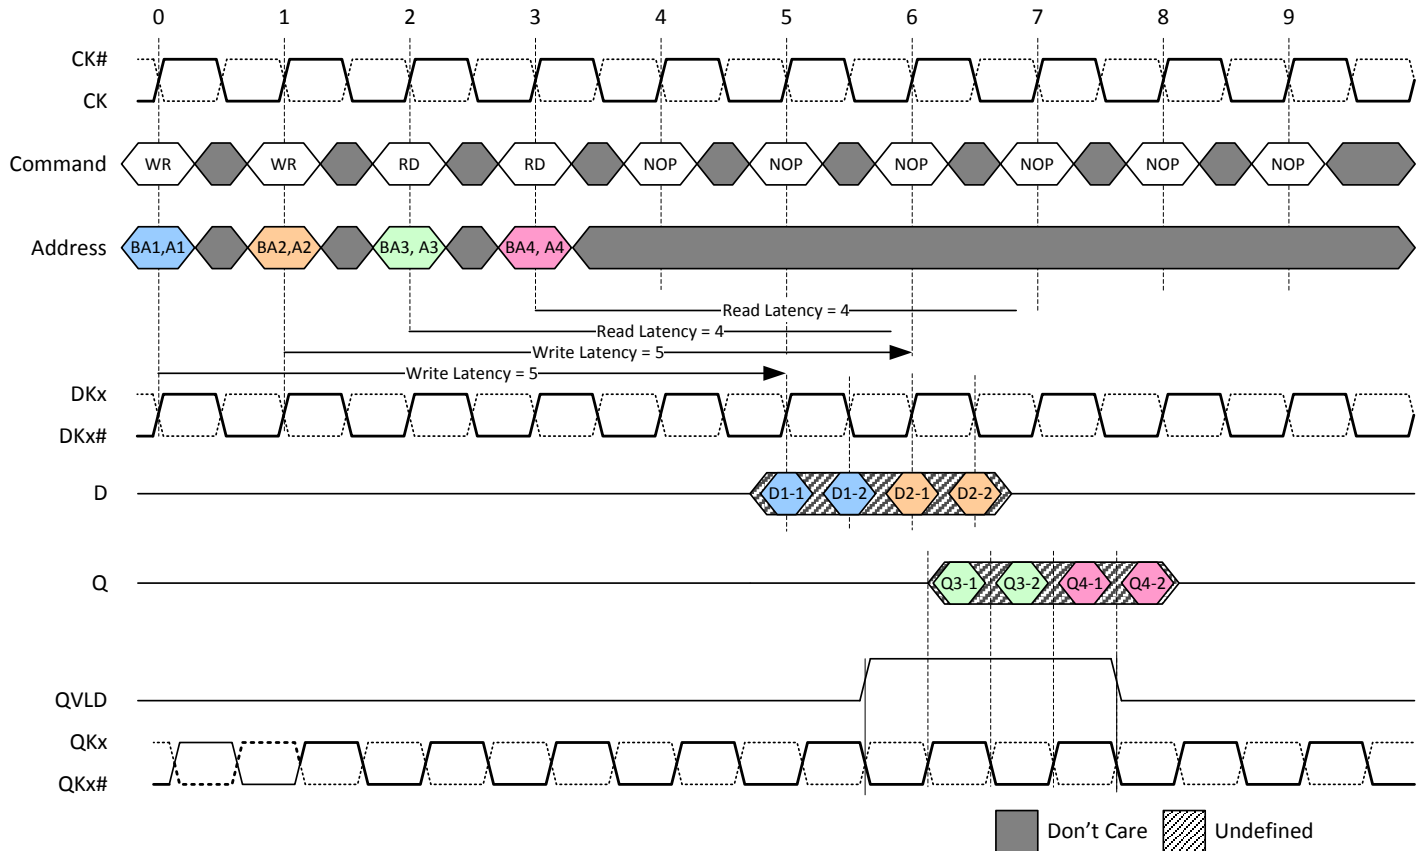 0 1 2 3 4 5 6 7 8 9
CK#
CK
Command WR WR RD RD NOP NOP NOP NOP NOP NOP
Address BA1,A1 BA2,A2 BA3, A3 BA4, A4
Read Latency = 4
Read Latency = 4
Write Latency = 5
Write Latency = 5
DKx
DKx#
D D1-1 D1-2 D2-1 D2-2
Q Q3-1 Q3-2 Q4-1 Q4-2
QVLD
QKx
QKx#
Don't Care Undefined